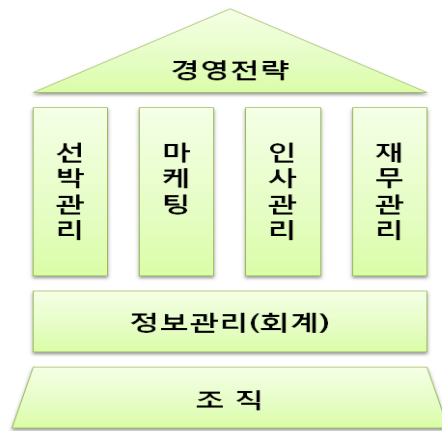 경영전략
선박관리
마케팅
인사관리
재무관리
정보관리(회계)
조 직